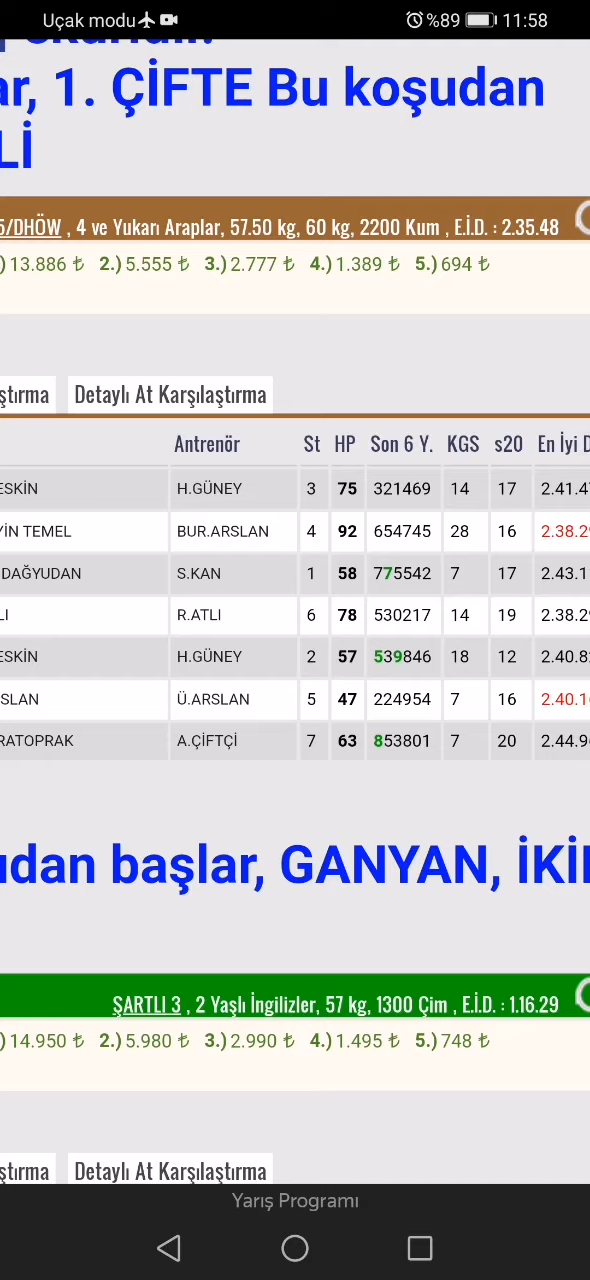 Uçak modu %89 11:58
ar, 1. ÇİFTE Bu koşudan
Lİ
5/DHÖW , 4 ve Yukarı Araplar, 57.50 kg, 60 kg, 2200 Kum , E.İ.D. : 2.35.48
) 13.886 ₺ 2.) 5.555 ₺ 3.) 2.777 ₺ 4.) 1.389 ₺ 5.) 694 ₺
ştırma Detaylı At Karşılaştırma
Antrenör St HP Son 6 Y. KGS s20 En İyi D
ESKİN H.GÜNEY 3 75 321469 14 17 2.41.4
YİN TEMEL BUR.ARSLAN 4 92 654745 28 16 2.38.2
DAĞYUDAN S.KAN 1 58 775542 7 17 2.43.1
LI R.ATLI 6 78 530217 14 19 2.38.2
ESKİN H.GÜNEY 2 57 539846 18 12 2.40.8
SLAN Ü.ARSLAN 5 47 224954 7 16 2.40.1
RATOPRAK A.ÇİFTÇİ 7 63 853801 7 20 2.44.9
udan başlar, GANYAN, İKİ
ŞARTLI 3 , 2 Yaşlı İngilizler, 57 kg, 1300 Çim , E.İ.D. : 1.16.29
) 14.950 ₺ 2.) 5.980 ₺ 3.) 2.990 ₺ 4.) 1.495 ₺ 5.) 748 ₺
ştırma Detaylı At Karşılaştırma
Yarış Programı